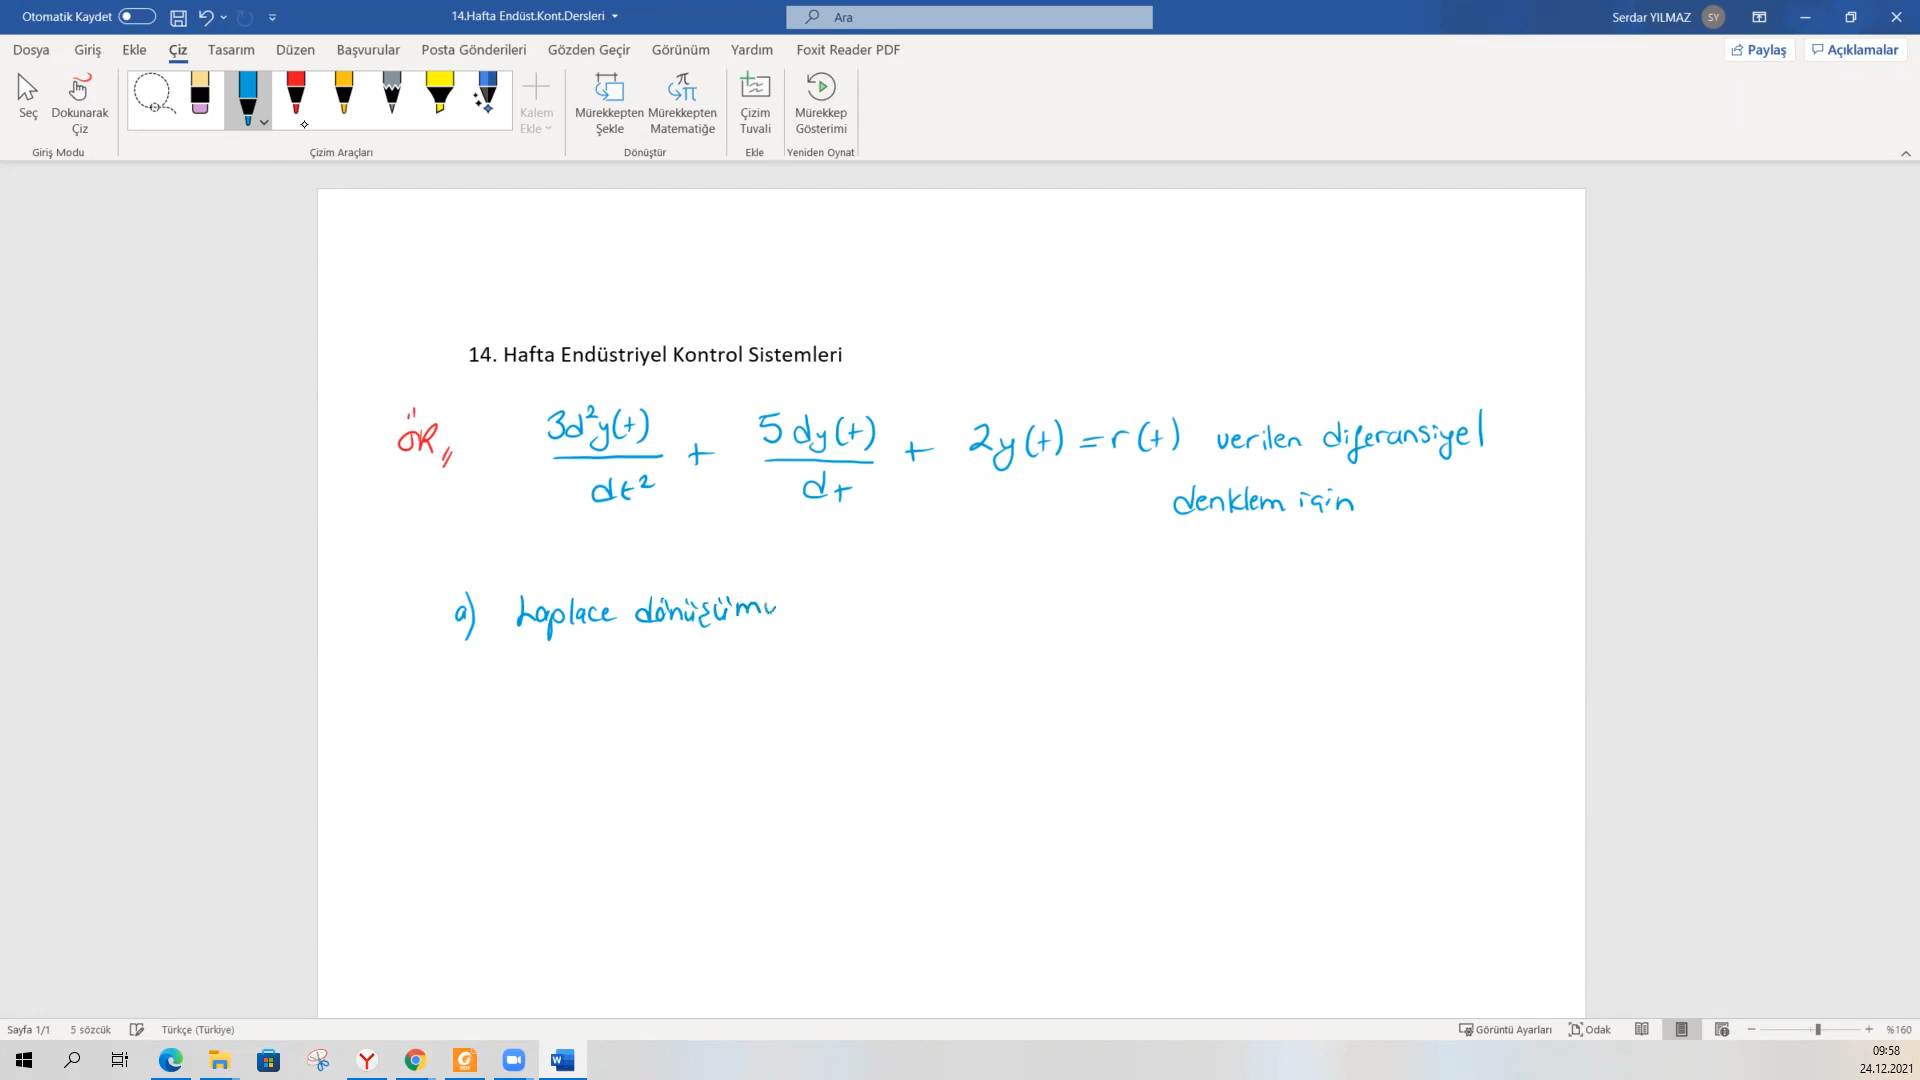 Otomatik Kaydet
14.Hafta Endüst.Kont.Dersleri
Ara
Serdar YILMAZ
SY
Dosya Giriş Ekle Çiz Tasarım Düzen Başvurular Posta Gönderileri Gözden Geçir Görünüm Yardım Foxit Reader PDF
Paylaş
Açıklamalar
Seç
Dokunarak Çiz
Kalem Ekle
Mürekkepten Şekle
Mürekkepten Matematiğe
Çizim Tuvali
Mürekkep Gösterimi
Giriş Modu
Çizim Araçları
Dönüştür
Ekle
Yeniden Oynat
14. Hafta Endüstriyel Kontrol Sistemleri
ÖR,, 3d²y(t)/dt² + 5dy(t)/dt + 2y(t) = r(t) verilen diferansiyel
denklem için
a) Laplace dönüşümu
Sayfa 1/1 5 sözcük Türkçe (Türkiye)
Görüntü Ayarları Odak %160
09:58
24.12.2021